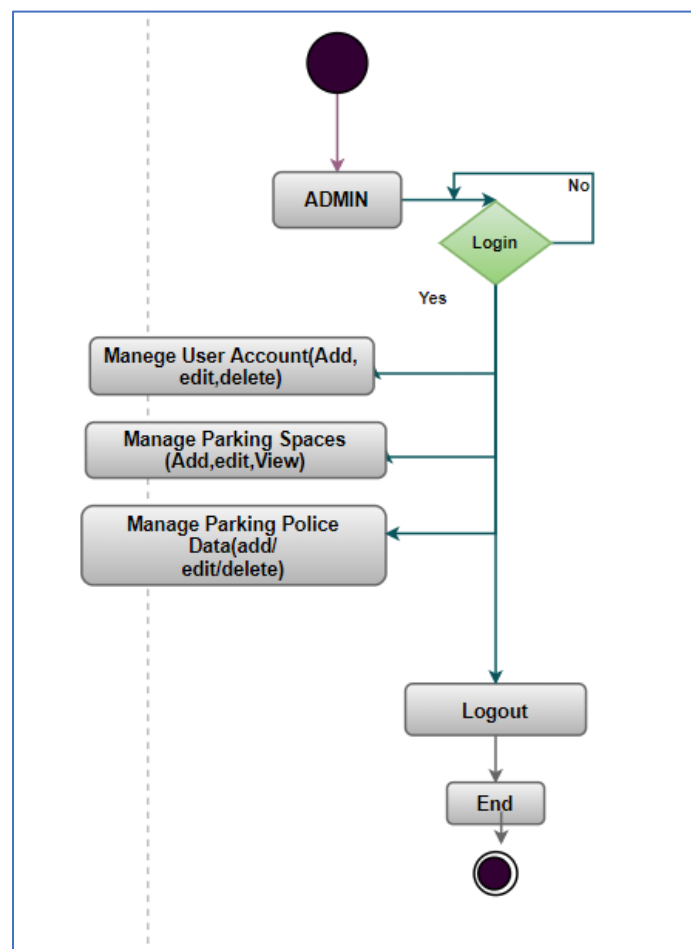 ADMIN
No
Login
Yes
Manege User Account(Add,
edit,delete)
Manage Parking Spaces
(Add,edit,View)
Manage Parking Police
Data(add/
edit/delete)
Logout
End